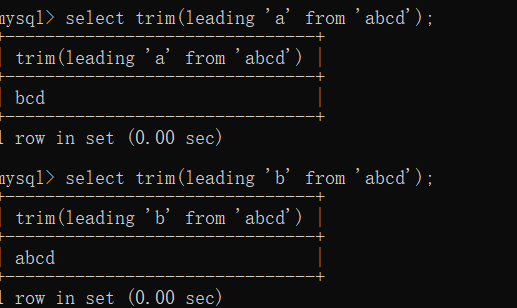 mysql> select trim(leading 'a' from 'abcd');
+-------------------------------+
| trim(leading 'a' from 'abcd') |
+-------------------------------+
| bcd                           |
+-------------------------------+
1 row in set (0.00 sec)
mysql> select trim(leading 'b' from 'abcd');
+-------------------------------+
| trim(leading 'b' from 'abcd') |
+-------------------------------+
| abcd                          |
+-------------------------------+
1 row in set (0.00 sec)